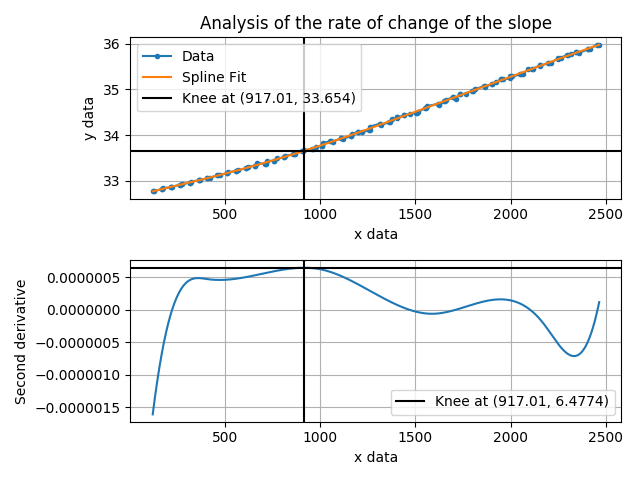 Analysis of the rate of change of the slope
36
35
34
33
y data
Data
Spline Fit
Knee at (917.01, 33.654)
500 1000 1500 2000 2500
x data
0.0000005
0.0000000
−0.0000005
−0.0000010
−0.0000015
Second derivative
Knee at (917.01, 6.4774)
500 1000 1500 2000 2500
x data